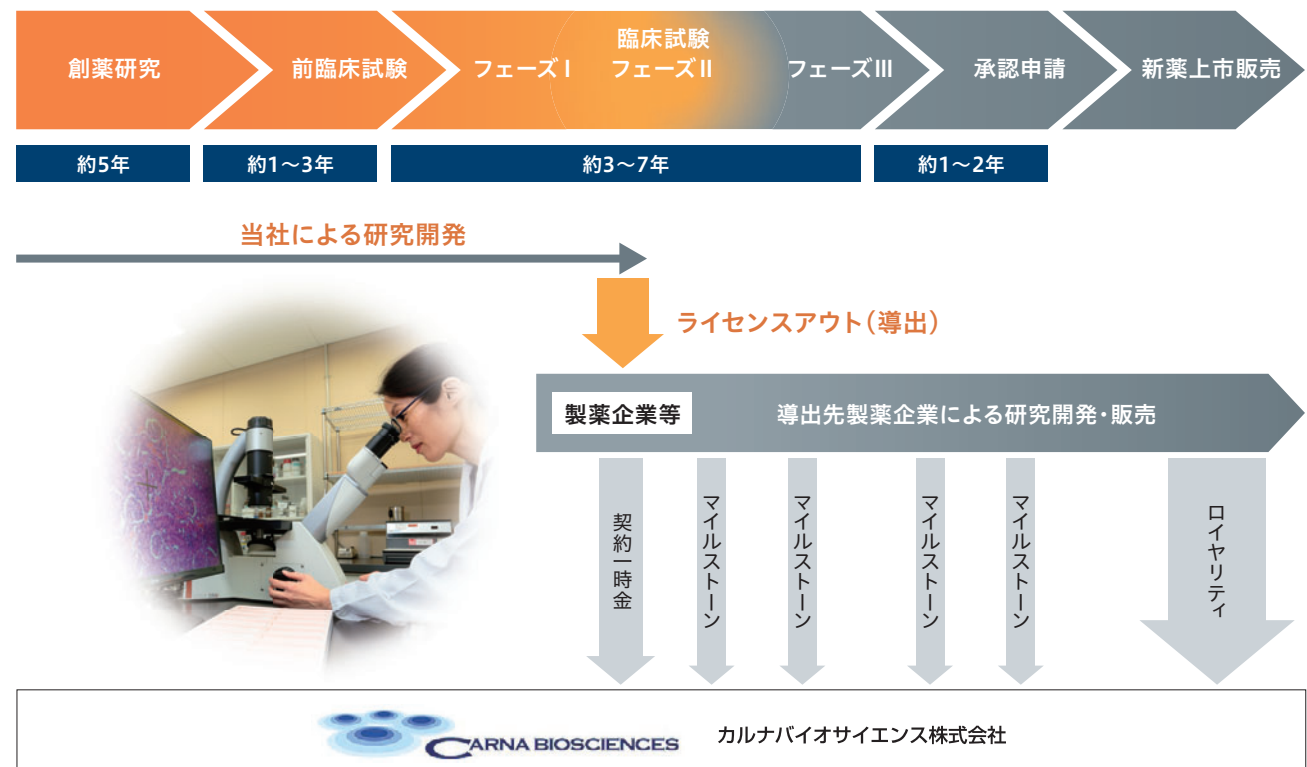 創薬研究
前臨床試験
臨床試験
フェーズⅠ
フェーズⅡ
フェーズⅢ
承認申請
新薬上市販売
約5年
約1〜3年
約3〜7年
約1〜2年
当社による研究開発
ライセンスアウト（導出）
製薬企業等
導出先製薬企業による研究開発・販売
契約一時金
マイルストーン
マイルストーン
マイルストーン
マイルストーン
ロイヤリティ
CARNA BIOSCIENCES
カルナバイオサイエンス株式会社